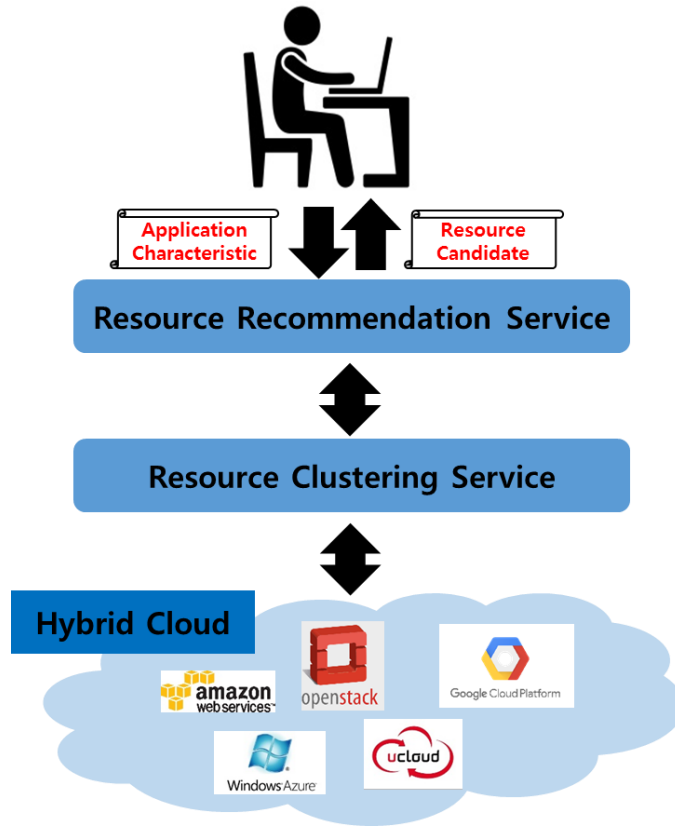 Application
Characteristic
Resource
Candidate
Resource Recommendation Service
Resource Clustering Service
Hybrid Cloud
openstack
Google Cloud Platform
amazon
web services™
Windows Azure
ucloud